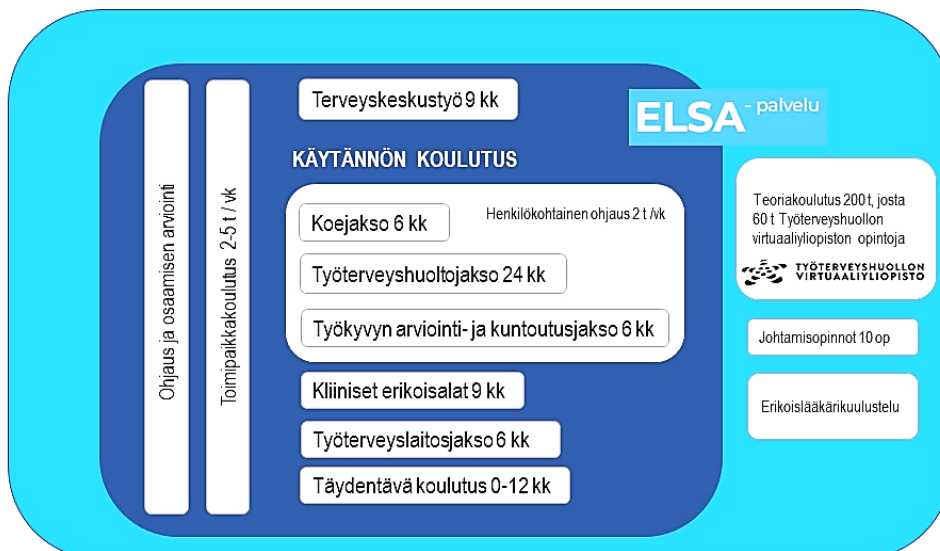 Ohjaus ja osaamisen arviointi
Toimipaikkakoulutus 2-5 t / vk
Terveyskeskustyö 9 kk
KÄYTÄNNÖN KOULUTUS
Koejakso 6 kk
Henkilökohtainen ohjaus 2 t /vk
Työterveyshuoltojakso 24 kk
Työkyvyn arviointi- ja kuntoutusjakso 6 kk
Kliiniset erikoisalat 9 kk
Työterveyslaitosjakso 6 kk
Täydentävä koulutus 0-12 kk
ELSA - palvelu
Teoriakoulutus 200 t, josta
60 t Työterveyshuollon
virtuaaliyliopiston opintoja
TYÖTERVEYSHUOLLON
VIRTUAALIYLIOPISTO
Johtamisopinnot 10 op
Erikoislääkärikuulustelu